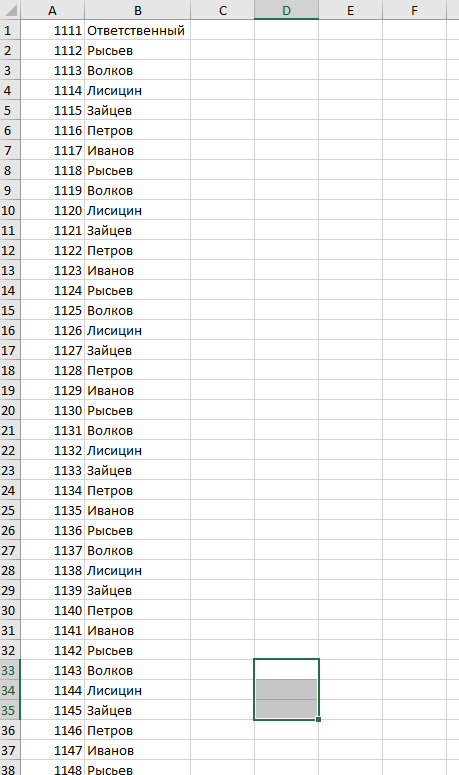 A B C D E F
1 1111 Ответственный
2 1112 Рысьев
3 1113 Волков
4 1114 Лисицин
5 1115 Зайцев
6 1116 Петров
7 1117 Иванов
8 1118 Рысьев
9 1119 Волков
10 1120 Лисицин
11 1121 Зайцев
12 1122 Петров
13 1123 Иванов
14 1124 Рысьев
15 1125 Волков
16 1126 Лисицин
17 1127 Зайцев
18 1128 Петров
19 1129 Иванов
20 1130 Рысьев
21 1131 Волков
22 1132 Лисицин
23 1133 Зайцев
24 1134 Петров
25 1135 Иванов
26 1136 Рысьев
27 1137 Волков
28 1138 Лисицин
29 1139 Зайцев
30 1140 Петров
31 1141 Иванов
32 1142 Рысьев
33 1143 Волков
34 1144 Лисицин
35 1145 Зайцев
36 1146 Петров
37 1147 Иванов
38 1148 Рысьев